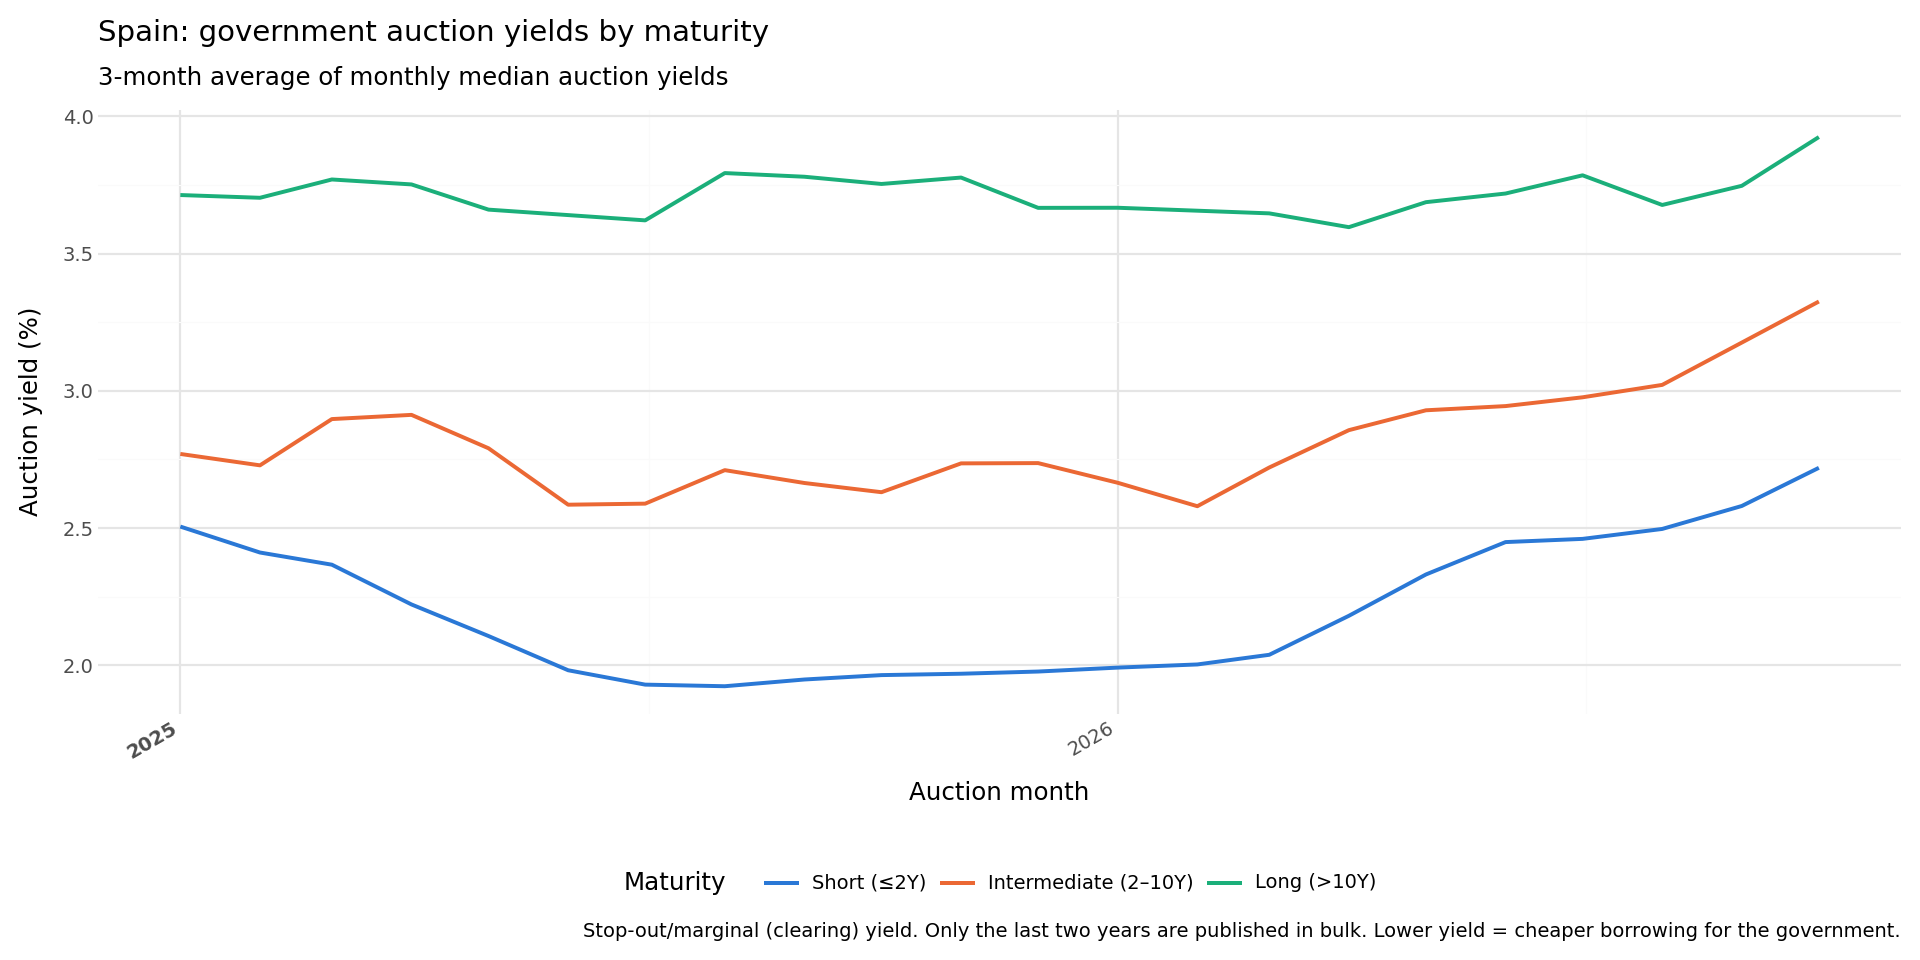 Spain: government auction yields by maturity
3-month average of monthly median auction yields
4.0
3.5
3.0
2.5
2.0
Auction yield (%)
2025
2026
Auction month
Maturity
Short (≤2Y)
Intermediate (2–10Y)
Long (>10Y)
Stop-out/marginal (clearing) yield. Only the last two years are published in bulk. Lower yield = cheaper borrowing for the government.